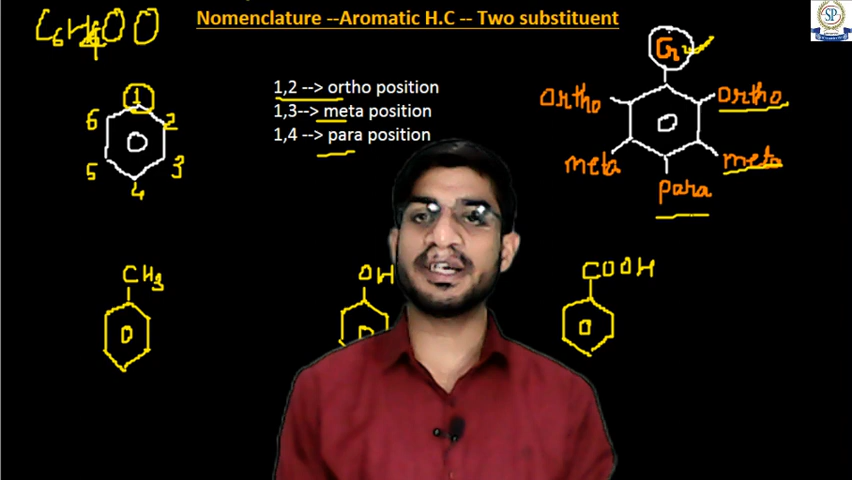 Nomenclature --Aromatic H.C -- Two substituent
SP
1,2 --> ortho position
1,3--> meta position
1,4 --> para position
1
2
3
4
5
6
G
ortho
ortho
meta
meta
para
CH3
OH
COOH